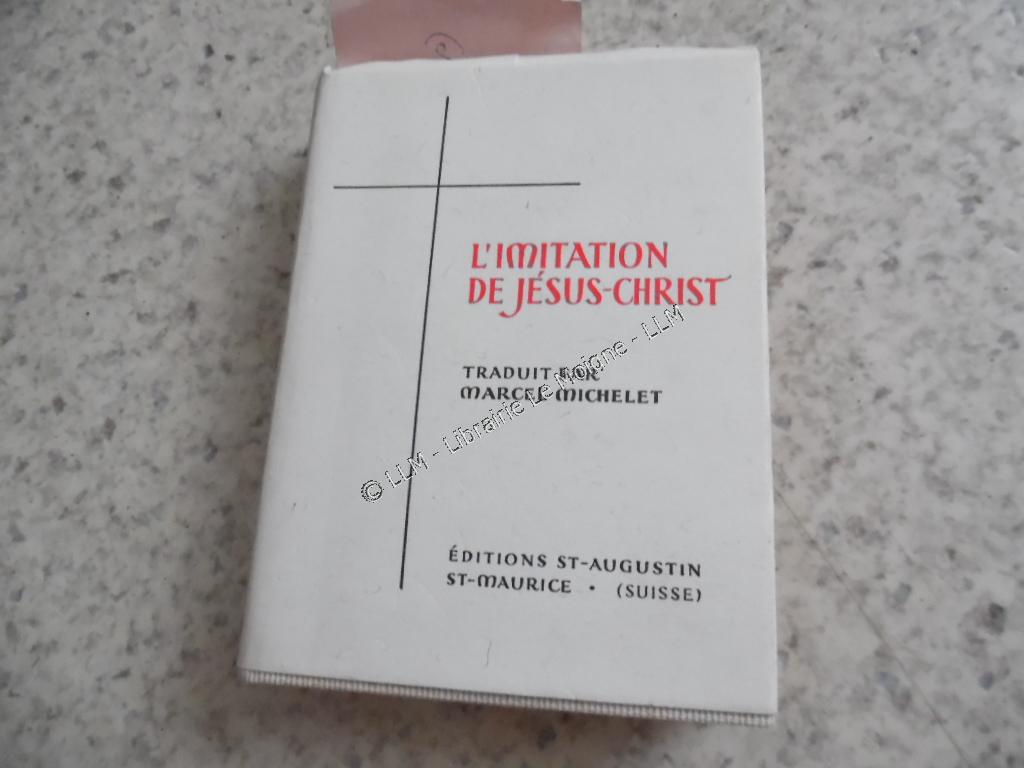 L'IMITATION
DE JÉSUS-CHRIST
TRADUIT PAR
MARCEL MICHELET
© LLM - Librairie Le Moigne - LLM
ÉDITIONS ST-AUGUSTIN
ST-MAURICE • (SUISSE)